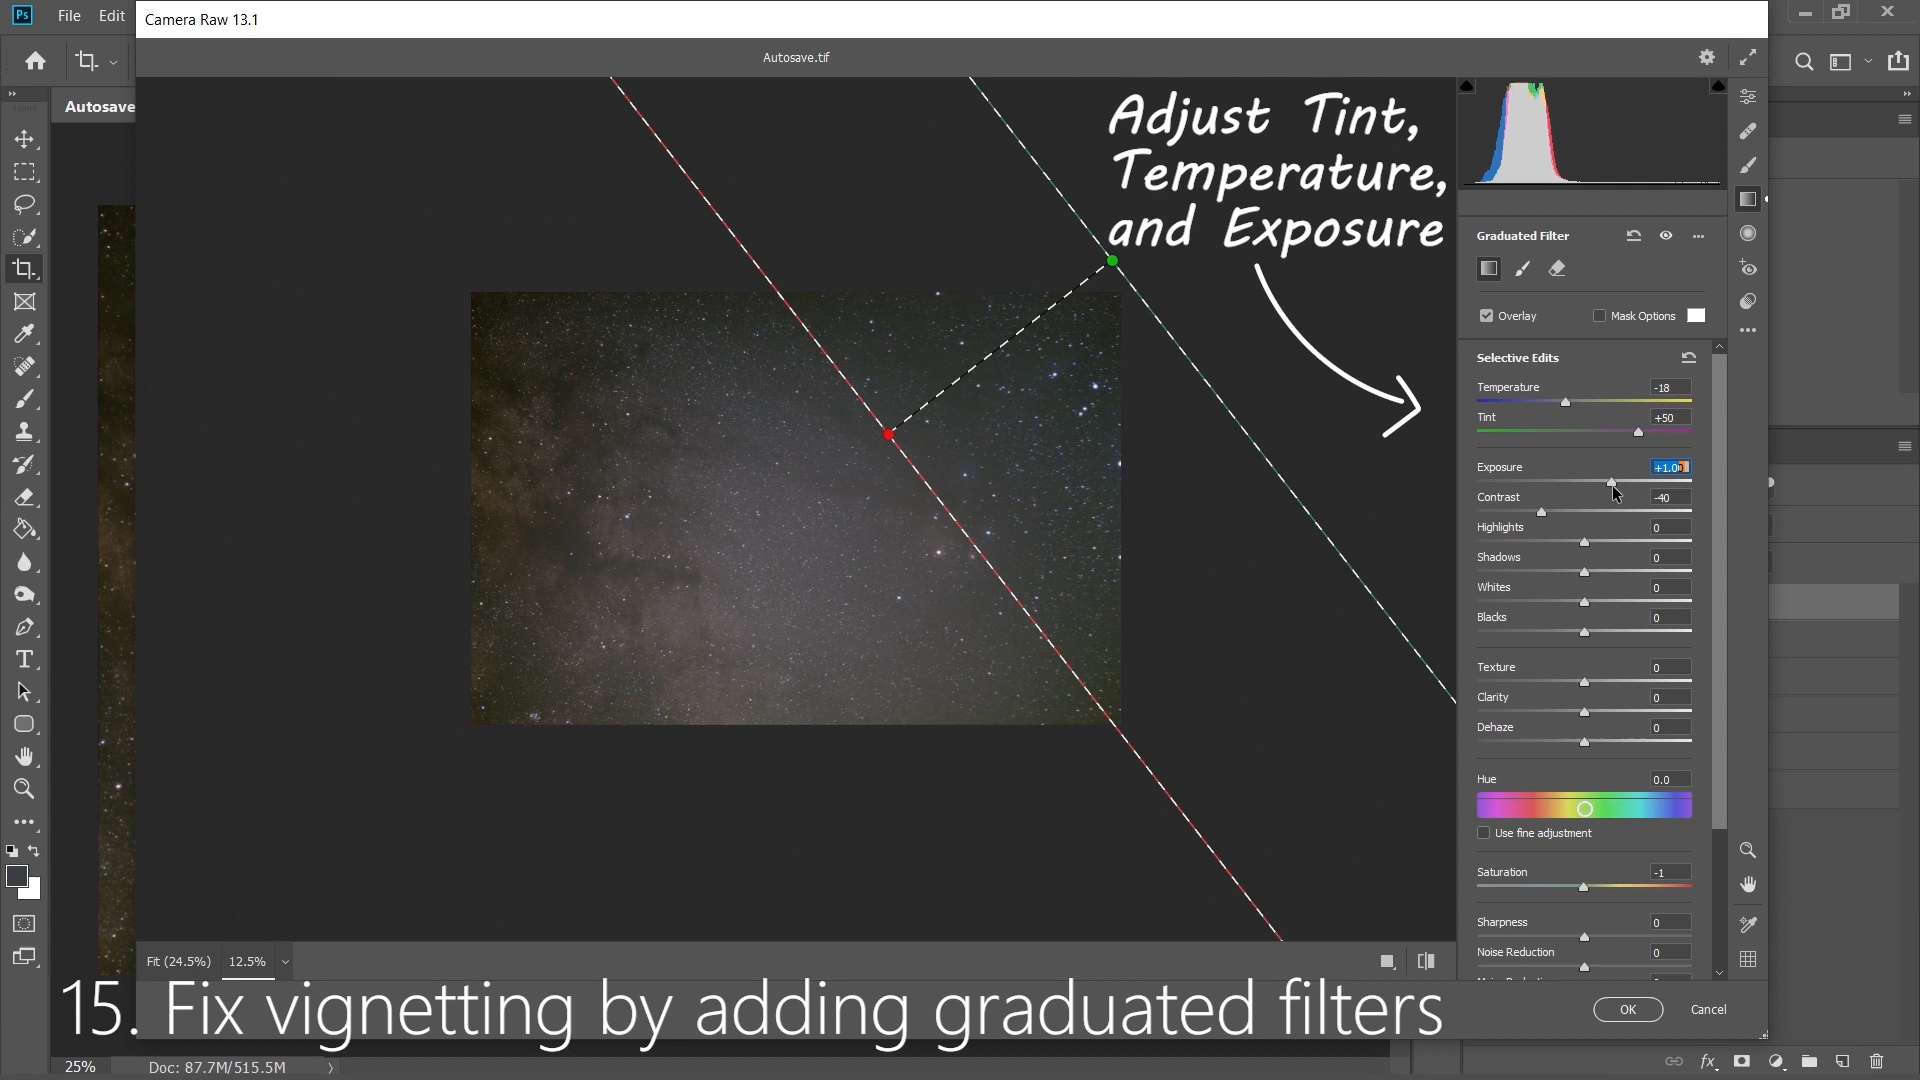 Ps
File
Edit
Camera Raw 13.1
Autosave.tif
Autosave
Adjust Tint,
Temperature,
and Exposure
Graduated Filter
Overlay
Mask Options
Selective Edits
Temperature
-18
Tint
+50
Exposure
+1.00
Contrast
-40
Highlights
0
Shadows
0
Whites
0
Blacks
0
Texture
0
Clarity
0
Dehaze
0
Hue
0.0
Use fine adjustment
Saturation
-1
Sharpness
0
Noise Reduction
0
Fit (24.5%)
12.5%
15. Fix vignetting by adding graduated filters
OK
Cancel
25%
Doc: 87.7M/515.5M
fx